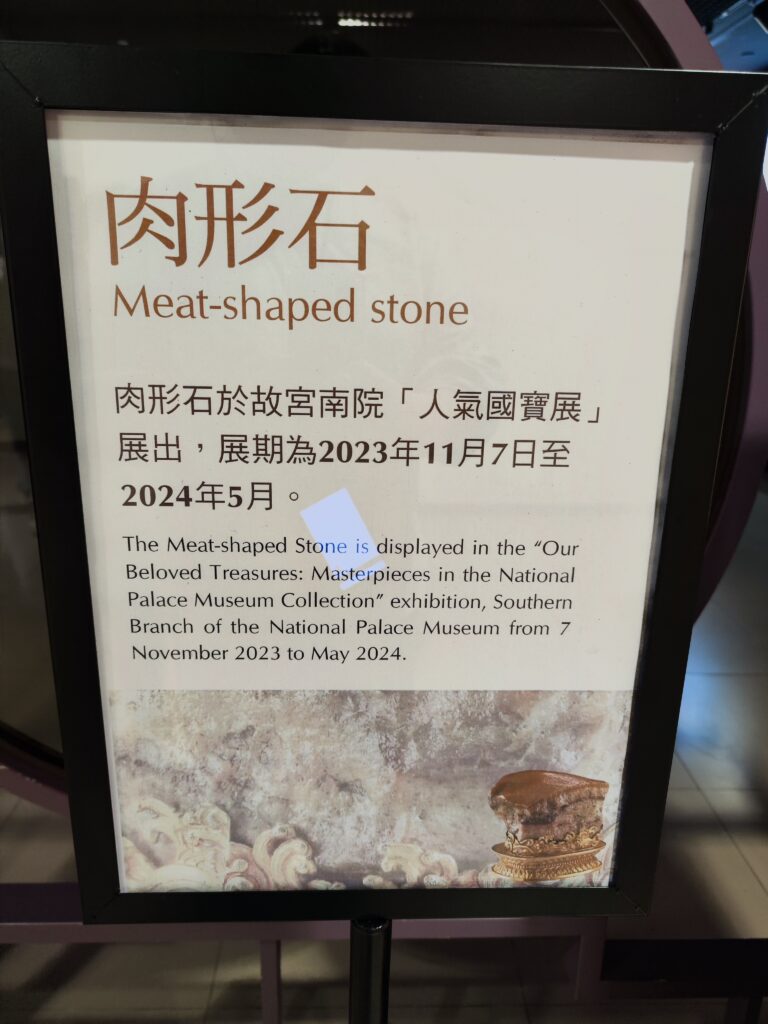 肉形石
Meat-shaped stone
肉形石於故宮南院「人氣國寶展」
展出，展期為2023年11月7日至
2024年5月。
The Meat-shaped Stone is displayed in the “Our
Beloved Treasures: Masterpieces in the National
Palace Museum Collection” exhibition, Southern
Branch of the National Palace Museum from 7
November 2023 to May 2024.